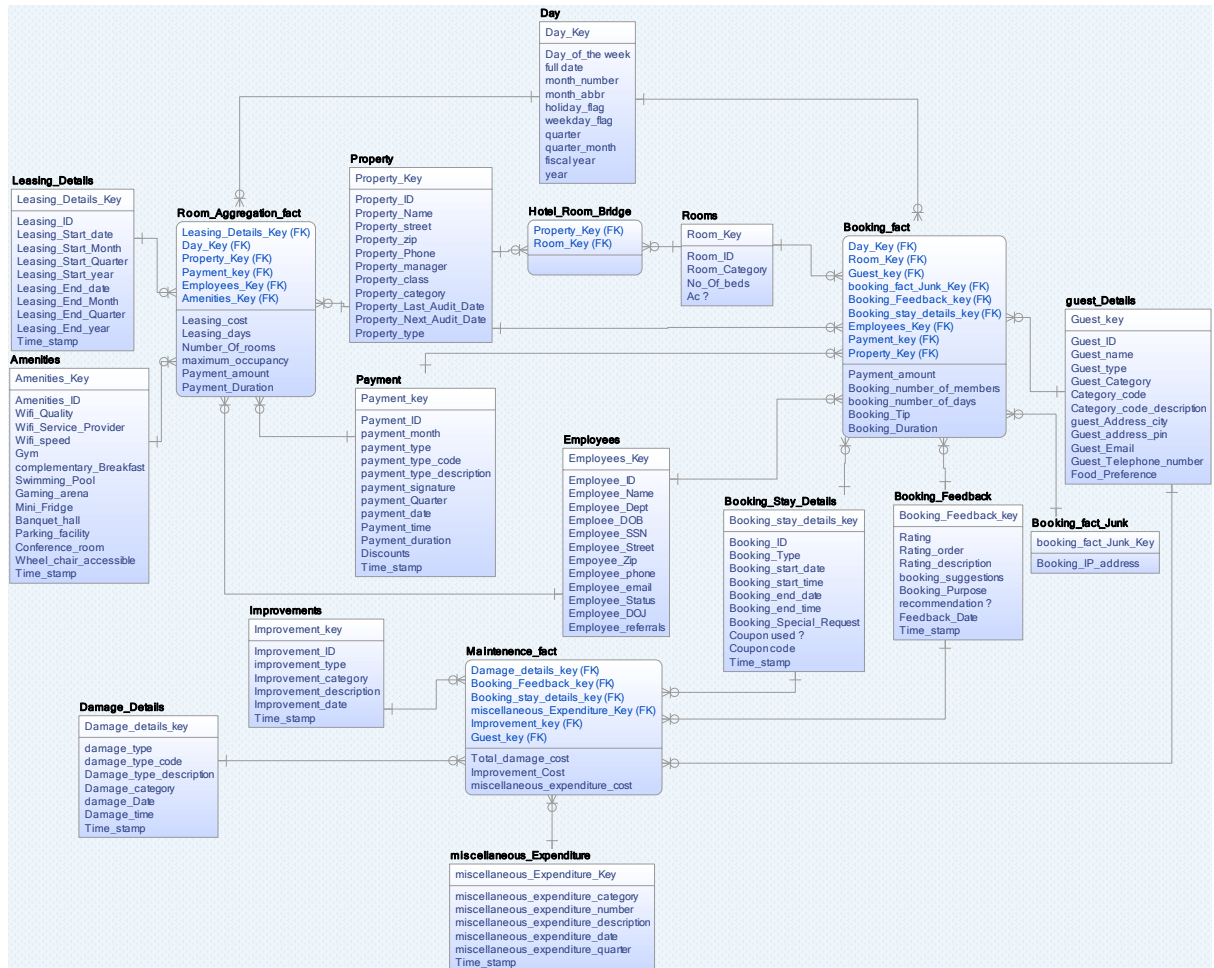 Day
Day_Key
Day_of the week
full date
month_number
month_abbr
holiday_flag
weekday_flag
quarter
quarter_month
fiscal year
year
Leasing_Details
Leasing_Details_Key
Leasing_ID
Leasing_Start_date
Leasing_Start_Month
Leasing_Start_Quarter
Leasing_Start_year
Leasing_End_date
Leasing_End_Month
Leasing_End_Quarter
Leasing_End_year
Time_stamp
Room_Aggregation_fact
Leasing_Details_Key (FK)
Day_Key (FK)
Property_Key (FK)
Payment_key (FK)
Employees_Key (FK)
Amenities_Key (FK)
Leasing_cost
Leasing_days
Number_Of_rooms
maximum_occupancy
Payment_amount
Payment_Duration
Property
Property_Key
Property_ID
Property_Name
Property_street
Property_zip
Property_Phone
Property_manager
Property_class
Property_category
Property_Last_Audit_Date
Property_Next_Audit_Date
Property_type
Hotel_Room_Bridge
Property_Key (FK)
Room_Key (FK)
Rooms
Room_Key
Room_ID
Room_Category
No_Of_beds
Ac ?
Booking_fact
Day_Key (FK)
Room_Key (FK)
Guest_key (FK)
booking_fact_Junk_Key (FK)
Booking_Feedback_key (FK)
Booking_stay_details_key (FK)
Employees_Key (FK)
Payment_key (FK)
Property_Key (FK)
Payment_amount
Booking_number_of_members
booking_number_of_days
Booking_Tip
Booking_Duration
guest_Details
Guest_key
Guest_ID
Guest_name
Guest_type
Guest_Category
Category_code
Category_code_description
guest_Address_city
Guest_address_pin
Guest_Email
Guest_Telephone_number
Food_Preference
Amenities
Amenities_Key
Amenities_ID
Wifi_Quality
Wifi_Service_Provider
Wifi_speed
Gym
complementary_Breakfast
Swimming_Pool
Gaming_arena
Mini_Fridge
Banquet_hall
Parking_facility
Conference_room
Wheel_chair_accessible
Time_stamp
Payment
Payment_key
Payment_ID
payment_month
payment_type
payment_type_code
payment_type_description
payment_signature
payment_Quarter
payment_date
Payment_time
Payment_duration
Discounts
Time_stamp
Employees
Employees_Key
Employee_ID
Employee_Name
Employee_Dept
Emploee_DOB
Employee_SSN
Employee_Street
Empoyee_Zip
Employee_phone
Employee_email
Employee_Status
Employee_DOJ
Employee_referrals
Booking_Stay_Details
Booking_stay_details_key
Booking_ID
Booking_Type
Booking_start_date
Booking_start_time
Booking_end_date
Booking_end_time
Booking_Special_Request
Coupon used ?
Coupon code
Time_stamp
Booking_Feedback
Booking_Feedback_key
Rating
Rating_order
Rating_description
booking_suggestions
Booking_Purpose
recommendation ?
Feedback_Date
Time_stamp
Booking_fact_Junk
booking_fact_Junk_Key
Booking_IP_address
Improvements
Improvement_key
Improvement_ID
improvement_type
Improvement_category
Improvement_description
Improvement_date
Time_stamp
Maintenence_fact
Damage_details_key (FK)
Booking_Feedback_key (FK)
Booking_stay_details_key (FK)
miscellaneous_Expenditure_Key (FK)
Improvement_key (FK)
Guest_key (FK)
Total_damage_cost
Improvement_Cost
miscellaneous_expenditure_cost
Damage_Details
Damage_details_key
damage_type
damage_type_code
Damage_type_description
Damage_category
damage_Date
Damage_time
Time_stamp
miscellaneous_Expenditure
miscellaneous_Expenditure_Key
miscellaneous_expenditure_category
miscellaneous_expenditure_number
miscellaneous_expenditure_description
miscellaneous_expenditure_date
miscellaneous_expenditure_quarter
Time_stamp